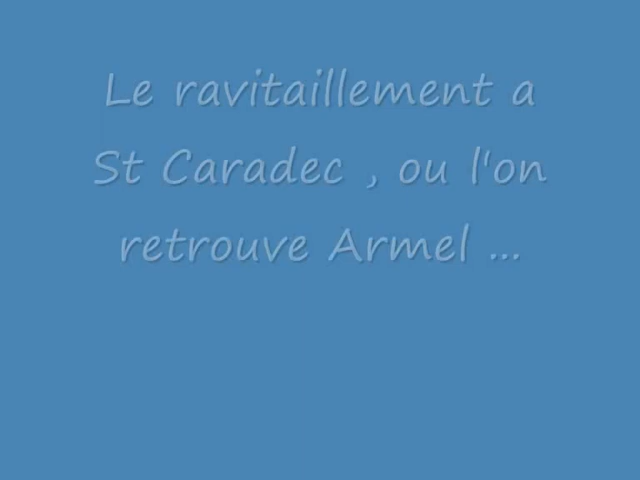 Le ravitaillement a
St Caradec , ou l'on
retrouve Armel ...